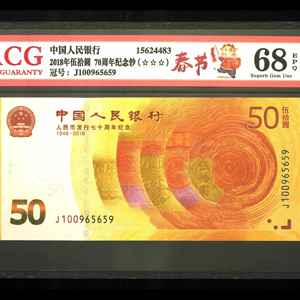 ACG
GUARANTY
中国人民银行 15624483
2018年伍拾圆 70周年纪念钞(☆☆☆)
冠号: J100965659
春节
68 EPQ
Superb Gem Unc
中国人民银行
人民币发行七十周年纪念
1948-2018
50 伍拾圆
50
J100965659
J100965659